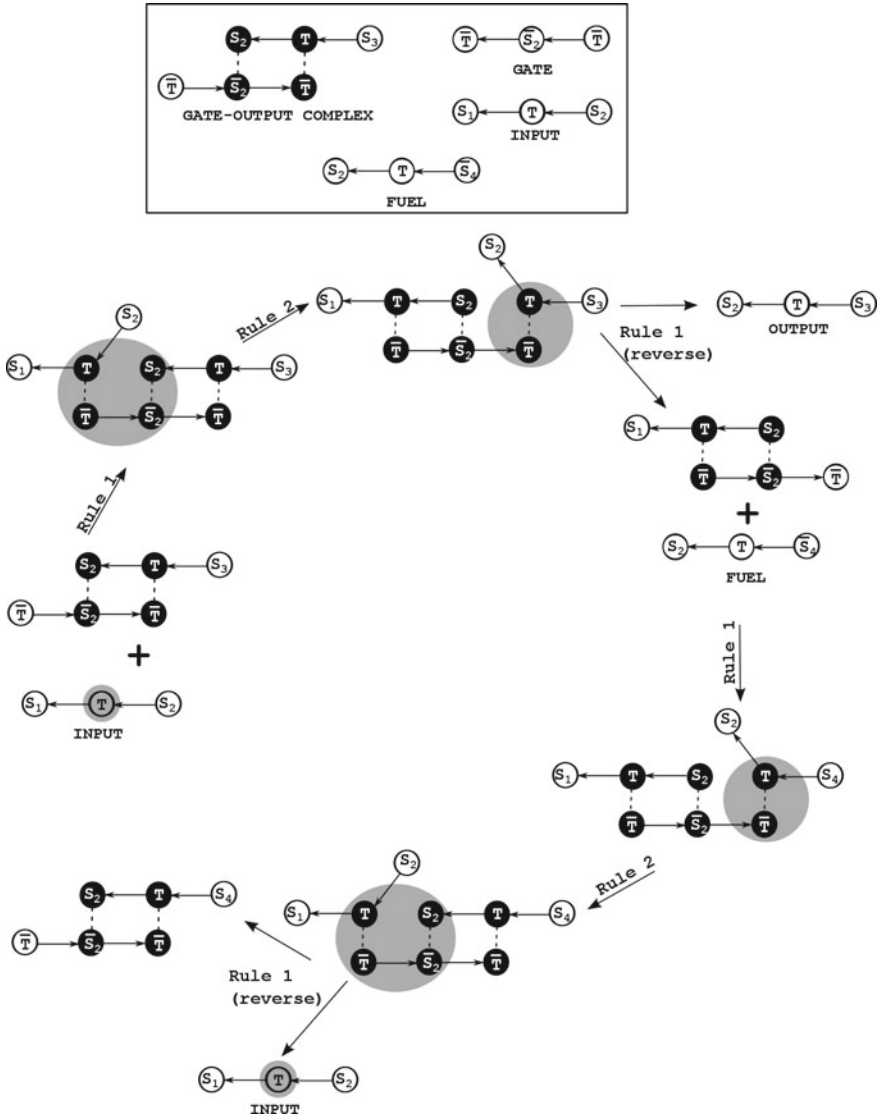 S₂ T S₃
T̅ S̅₂ T̅
GATE-OUTPUT COMPLEX
T̅ S̅₂ T̅
GATE
S₁ T S₂
INPUT
S₂ T S̅₄
FUEL
S₂
S₁ T S₂ T S₃
T̅ S̅₂ T̅
Rule 2
S₂
S₁ T S₂ T S₃
T̅ S̅₂ T̅
S₂ T S₃
OUTPUT
Rule 1
(reverse)
S₁ T S₂
T̅ S̅₂ T̅
+
S₂ T S̅₄
FUEL
Rule 1
S₂ T S₃
T̅ S̅₂ T̅
+
S₁ T S₂
INPUT
Rule 1
S₂
S₁ T S₂ T S₄
T̅ S̅₂ T̅
Rule 2
S₂
S₁ T S₂ T S₄
T̅ S̅₂ T̅
S₂ T S₄
T̅ S̅₂ T̅
Rule 1
(reverse)
S₁ T S₂
INPUT